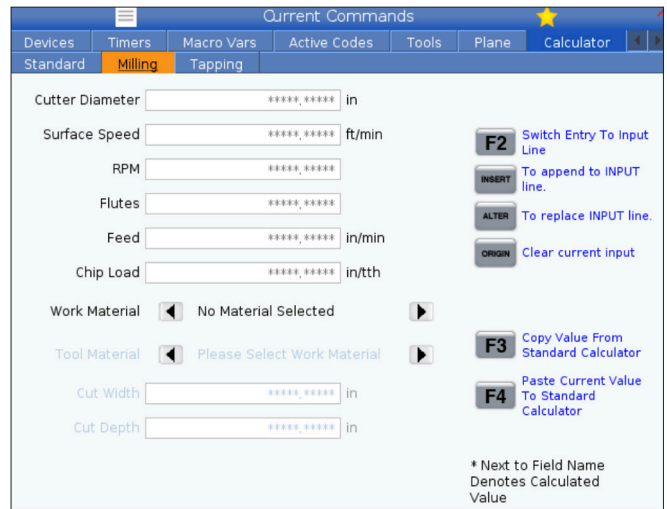 Current Commands
Devices Timers Macro Vars Active Codes Tools Plane Calculator
Standard Milling Tapping
Cutter Diameter *****.***** in
Surface Speed *****.***** ft/min
RPM *****.*****
Flutes *****.*****
Feed *****.***** in/min
Chip Load *****.***** in/tth
Work Material No Material Selected
Tool Material Please Select Work Material
Cut Width *****.***** in
Cut Depth *****.***** in
F2 Switch Entry To Input
Line
INSERT To append to INPUT
line.
ALTER To replace INPUT line.
ORIGIN Clear current input
F3 Copy Value From
Standard Calculator
F4 Paste Current Value
To Standard
Calculator
* Next to Field Name
Denotes Calculated
Value